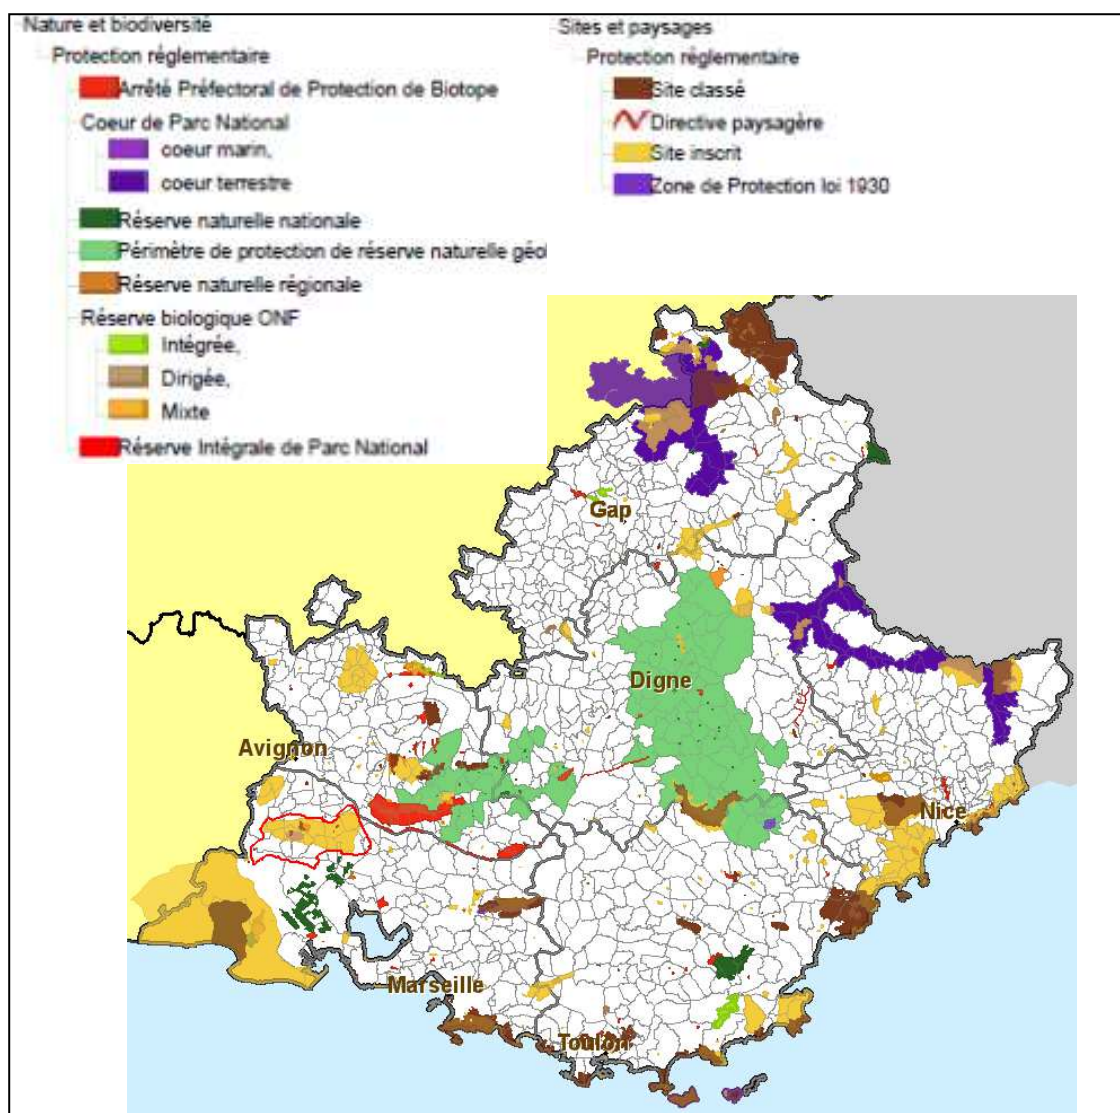 Nature et biodiversité
Protection réglementaire
Arrêté Préfectoral de Protection de Biotope
Coeur de Parc National
coeur marin,
coeur terrestre
Réserve naturelle nationale
Périmètre de protection de réserve naturelle géol
Réserve naturelle régionale
Réserve biologique ONF
Intégrée,
Dirigée,
Mixte
Réserve Intégrale de Parc National
Sites et paysages
Protection réglementaire
Site classé
Directive paysagère
Site inscrit
Zone de Protection loi 1930
Gap
Digne
Avignon
Nice
Marseille
Toulon